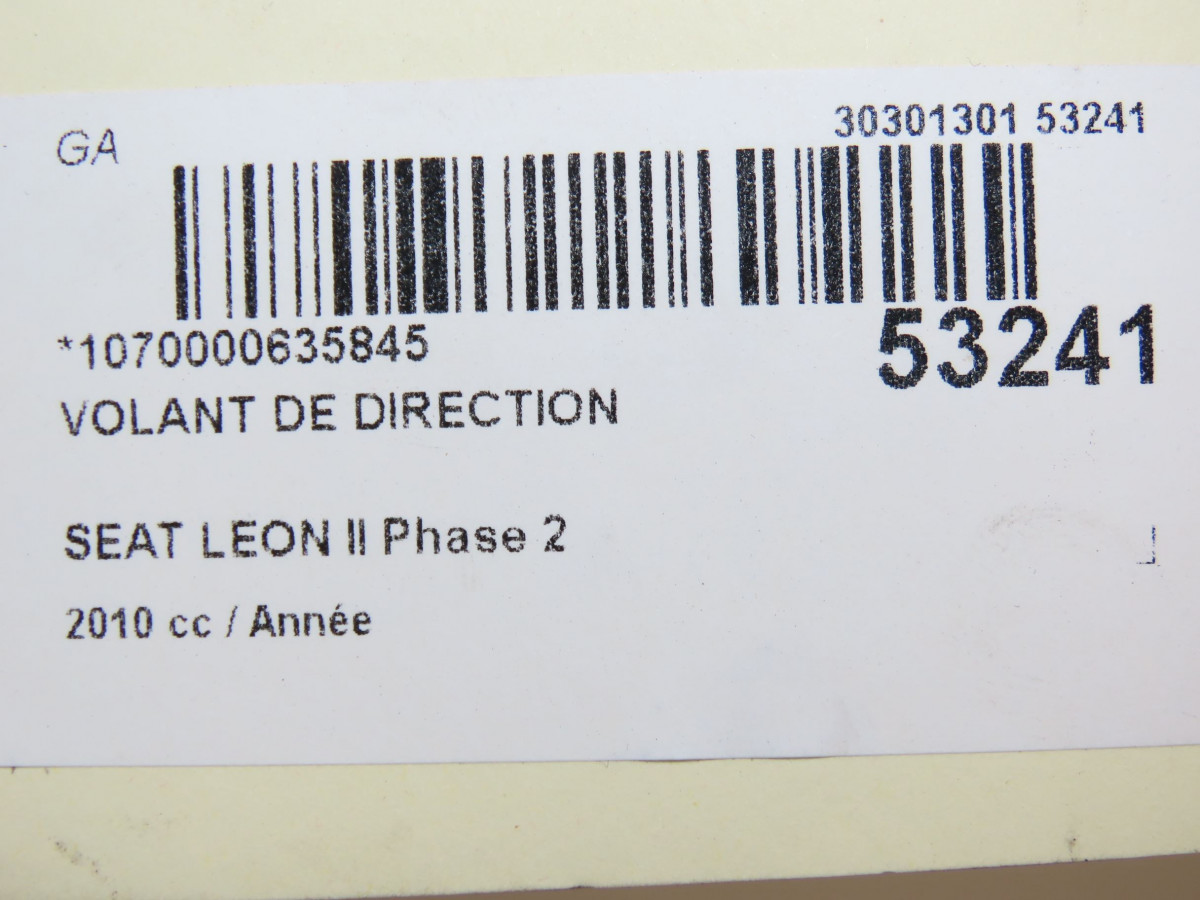 GA
30301301 53241
*1070000635845
53241
VOLANT DE DIRECTION
SEAT LEON II Phase 2
2010 cc / Année